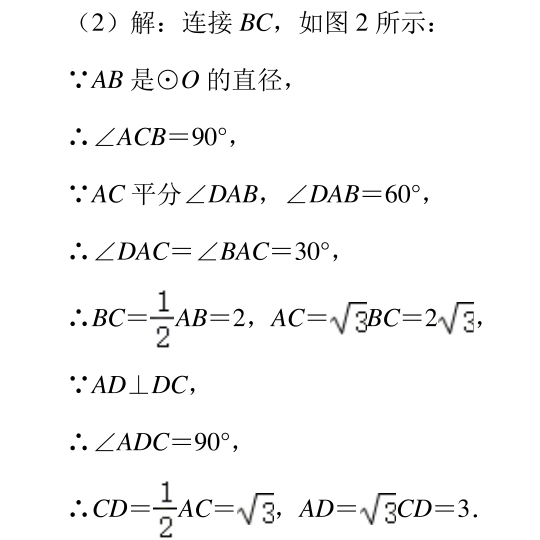 （2）解：连接 BC，如图 2 所示：
∵AB 是⊙O 的直径，
∴∠ACB=90°，
∵AC 平分∠DAB，∠DAB=60°，
∴∠DAC=∠BAC=30°，
∴BC=1/2AB=2，AC=√3BC=2√3，
∵AD⊥DC，
∴∠ADC=90°，
∴CD=1/2AC=√3，AD=√3CD=3．